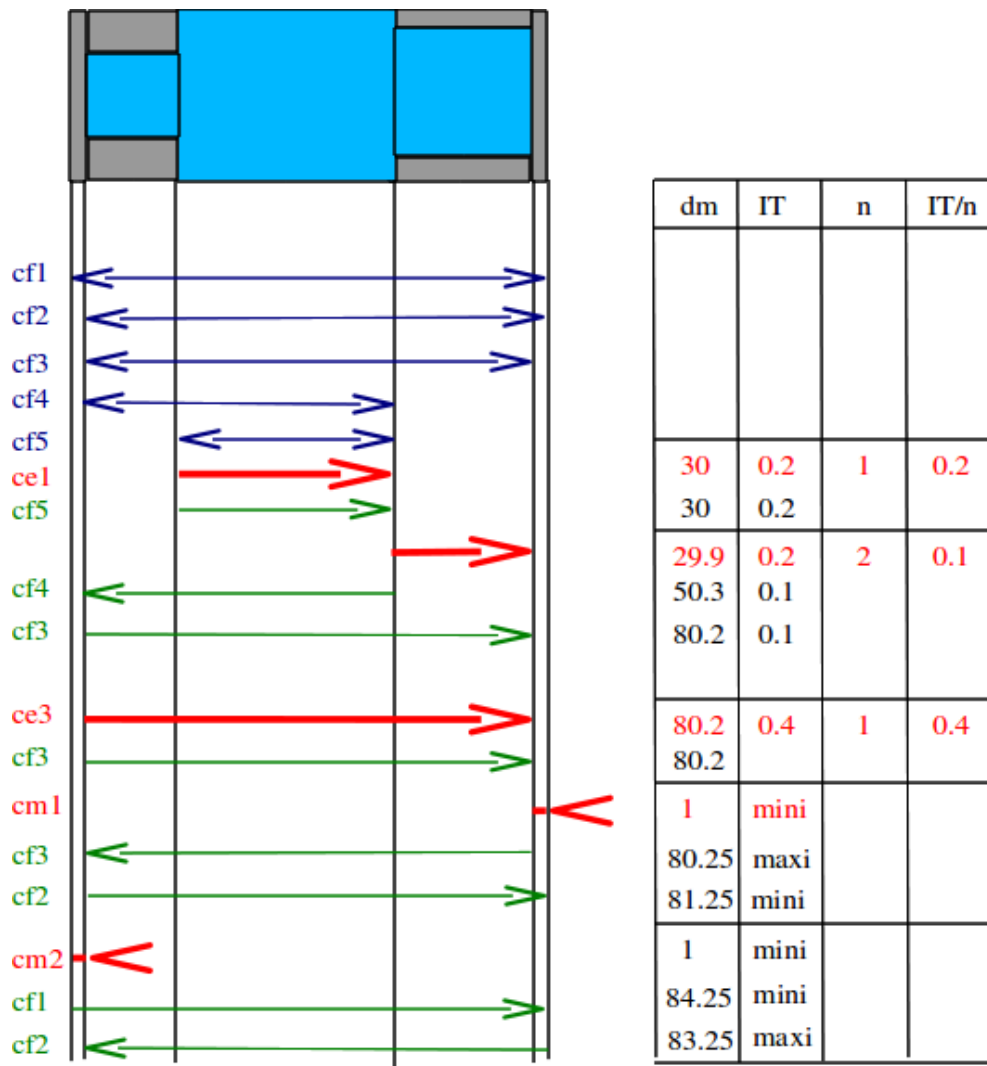 dm IT n IT/n
cf1
cf2
cf3
cf4
cf5
ce1 30 0.2 1 0.2
cf5 30 0.2
29.9 0.2 2 0.1
cf4 50.3 0.1
cf3 80.2 0.1
ce3 80.2 0.4 1 0.4
cf3 80.2
cm1 1 mini
cf3 80.25 maxi
cf2 81.25 mini
cm2 1 mini
cf1 84.25 mini
cf2 83.25 maxi